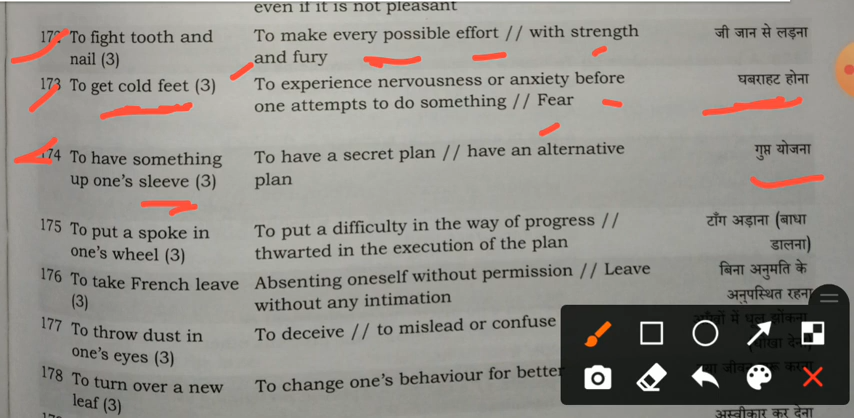 even if it is not pleasant
172 To fight tooth and To make every possible effort // with strength जी जान से लड़ना
nail (3) and fury
173 To get cold feet (3) To experience nervousness or anxiety before घबराहट होना
one attempts to do something // Fear
174 To have something To have a secret plan // have an alternative गुप्त योजना
up one's sleeve (3) plan
175 To put a spoke in To put a difficulty in the way of progress // टाँग अड़ाना (बाधा
one's wheel (3) thwarted in the execution of the plan डालना)
176 To take French leave Absenting oneself without permission // Leave बिना अनुमति के
(3) without any intimation अनुपस्थित रहना
177 To throw dust in To deceive // to mislead or confuse
one's eyes (3)
178 To turn over a new To change one's behaviour for better
leaf (3)
अस्वीकार कर देना